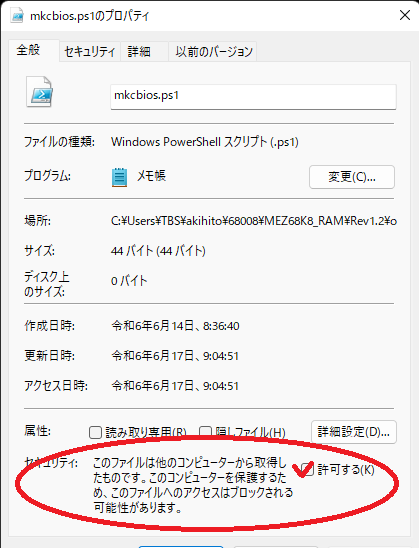 mkcbios.ps1のプロパティ
全般 セキュリティ 詳細 以前のバージョン
mkcbios.ps1
ファイルの種類: Windows PowerShell スクリプト (.ps1)
プログラム: メモ帳 変更(C)...
場所: C:¥Users¥TBS¥akihito¥68008¥MEZ68K8_RAM¥Rev1.2¥o
サイズ: 44 バイト (44 バイト)
ディスク上
のサイズ: 0 バイト
作成日時: 令和6年6月14日、8:36:40
更新日時: 令和6年6月17日、9:04:51
アクセス日時: 令和6年6月17日、9:04:51
属性: 読み取り専用(R) 隠しファイル(H) 詳細設定(D)...
セキュリティ: このファイルは他のコンピューターから取得し
たものです。このコンピューターを保護するた
め、このファイルへのアクセスはブロックされる
可能性があります。
許可する(K)